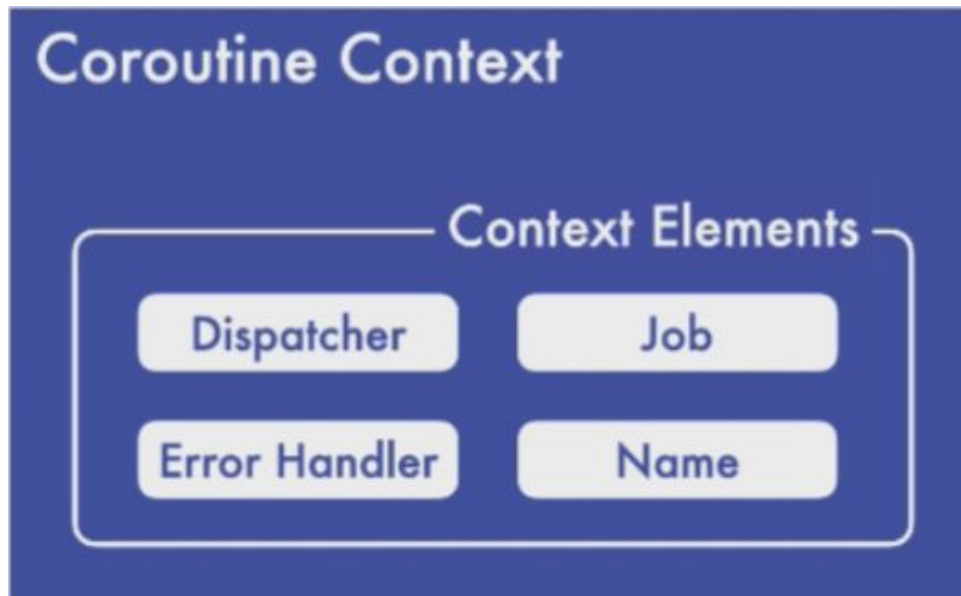 Coroutine Context
Context Elements
Dispatcher
Job
Error Handler
Name